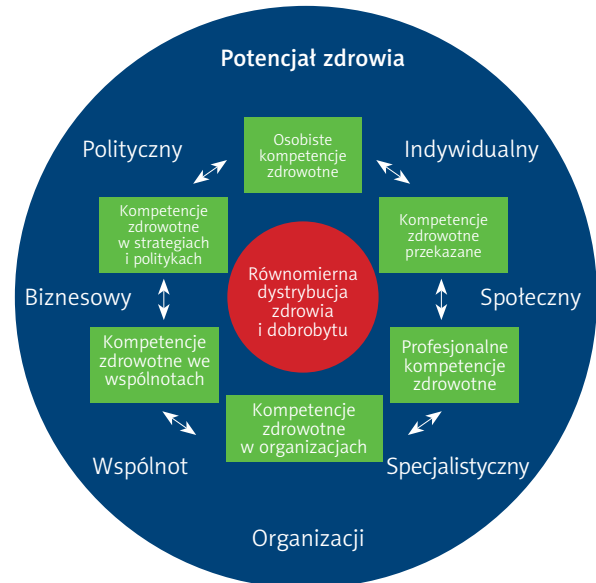 Potencjał zdrowia
Polityczny
Osobiste
kompetencje
zdrowotne
Indywidualny
Kompetencje
zdrowotne
w strategiach
i politykach
Kompetencje
zdrowotne
przekazane
Równomierna
dystrybucja
zdrowia
i dobrobytu
Biznesowy
Społeczny
Kompetencje
zdrowotne we
wspólnotach
Profesjonalne
kompetencje
zdrowotne
Kompetencje
zdrowotne
w organizacjach
Wspólnot
Specjalistyczny
Organizacji